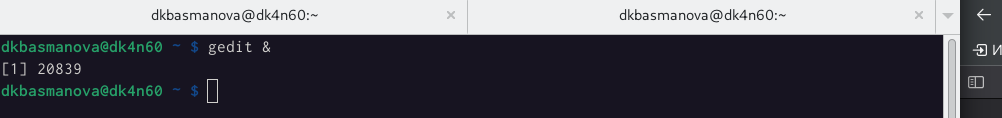 dkbasmanova@dk4n60:~ × dkbasmanova@dk4n60:~ ×
dkbasmanova@dk4n60 ~ $ gedit &
[1] 20839
dkbasmanova@dk4n60 ~ $
И